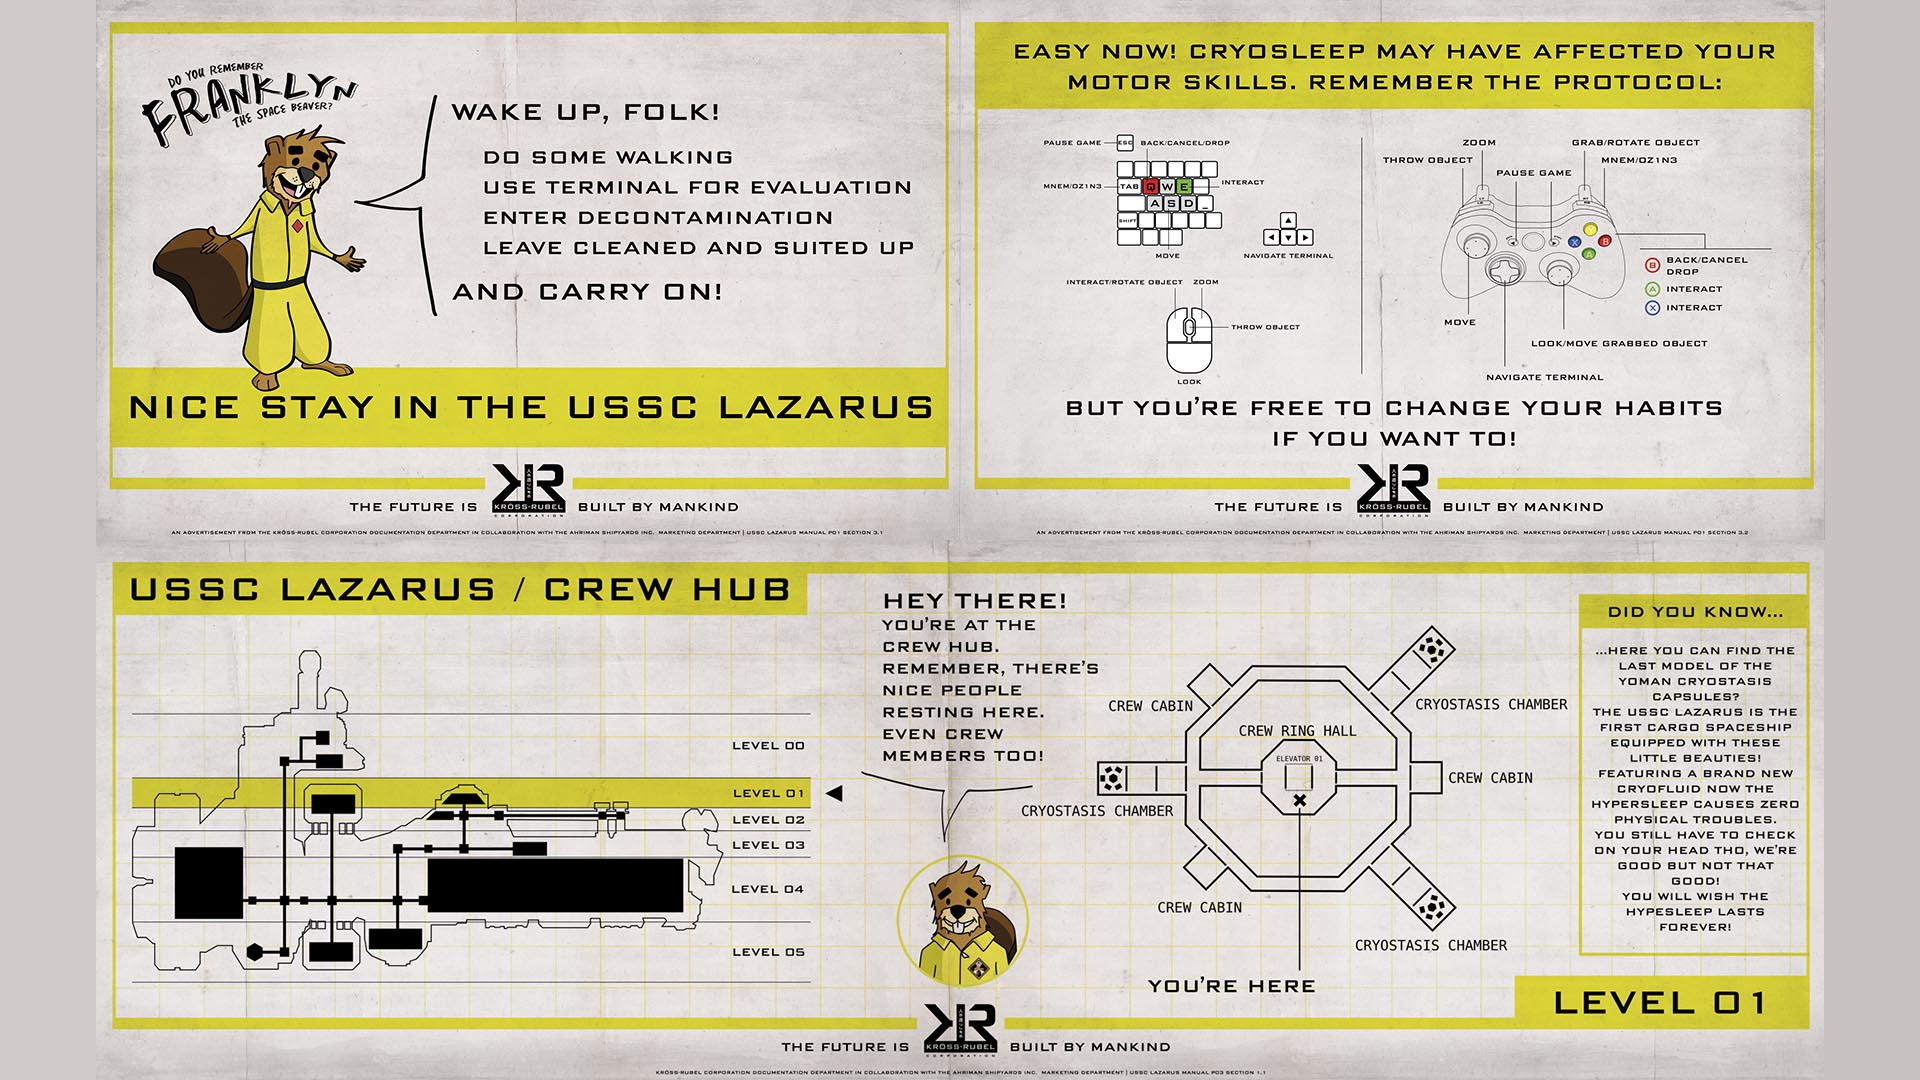 DO YOU REMEMBER
FRANKLYN
THE SPACE BEAVER?
WAKE UP, FOLK!
DO SOME WALKING
USE TERMINAL FOR EVALUATION
ENTER DECONTAMINATION
LEAVE CLEANED AND SUITED UP
AND CARRY ON!
NICE STAY IN THE USSC LAZARUS
THE FUTURE IS
KR
KRÖSS-RUBEL
CORPORATION
BUILT BY MANKIND
AN ADVERTISEMENT FROM THE KRÖSS-RUBEL CORPORATION DOCUMENTATION DEPARTMENT IN COLLABORATION WITH THE AHRIMAN SHIPYARDS INC. MARKETING DEPARTMENT | USSC LAZARUS MANUAL P01 SECTION 3.1
EASY NOW! CRYOSLEEP MAY HAVE AFFECTED YOUR
MOTOR SKILLS. REMEMBER THE PROTOCOL:
PAUSE GAME
ESC
BACK/CANCEL/DROP
MNEM/OZ1N3
TAB
Q
W
E
INTERACT
A
S
D
SHIFT
MOVE
NAVIGATE TERMINAL
INTERACT/ROTATE OBJECT
ZOOM
THROW OBJECT
LOOK
ZOOM
GRAB/ROTATE OBJECT
THROW OBJECT
MNEM/OZ1N3
PAUSE GAME
Y
X
B
A
B
BACK/CANCEL
DROP
A
INTERACT
X
INTERACT
MOVE
LOOK/MOVE GRABBED OBJECT
NAVIGATE TERMINAL
BUT YOU'RE FREE TO CHANGE YOUR HABITS
IF YOU WANT TO!
THE FUTURE IS
KR
KRÖSS-RUBEL
CORPORATION
BUILT BY MANKIND
AN ADVERTISEMENT FROM THE KRÖSS-RUBEL CORPORATION DOCUMENTATION DEPARTMENT IN COLLABORATION WITH THE AHRIMAN SHIPYARDS INC. MARKETING DEPARTMENT | USSC LAZARUS MANUAL P01 SECTION 3.2
USSC LAZARUS / CREW HUB
LEVEL 00
LEVEL 01
LEVEL 02
LEVEL 03
LEVEL 04
LEVEL 05
HEY THERE!
YOU'RE AT THE
CREW HUB.
REMEMBER, THERE'S
NICE PEOPLE
RESTING HERE.
EVEN CREW
MEMBERS TOO!
CREW CABIN
CRYOSTASIS CHAMBER
CREW RING HALL
ELEVATOR 01
CREW CABIN
CRYOSTASIS CHAMBER
CREW CABIN
CRYOSTASIS CHAMBER
YOU'RE HERE
DID YOU KNOW...
...HERE YOU CAN FIND THE
LAST MODEL OF THE
YOMAN CRYOSTASIS
CAPSULES?
THE USSC LAZARUS IS THE
FIRST CARGO SPACESHIP
EQUIPPED WITH THESE
LITTLE BEAUTIES!
FEATURING A BRAND NEW
CRYOFLUID NOW THE
HYPERSLEEP CAUSES ZERO
PHYSICAL TROUBLES.
YOU STILL HAVE TO CHECK
ON YOUR HEAD THO, WE'RE
GOOD BUT NOT THAT
GOOD!
YOU WILL WISH THE
HYPESLEEP LASTS
FOREVER!
LEVEL 01
THE FUTURE IS
KR
KRÖSS-RUBEL
CORPORATION
BUILT BY MANKIND
KRÖSS-RUBEL CORPORATION DOCUMENTATION DEPARTMENT IN COLLABORATION WITH THE AHRIMAN SHIPYARDS INC. MARKETING DEPARTMENT | USSC LAZARUS MANUAL P03 SECTION 1.1